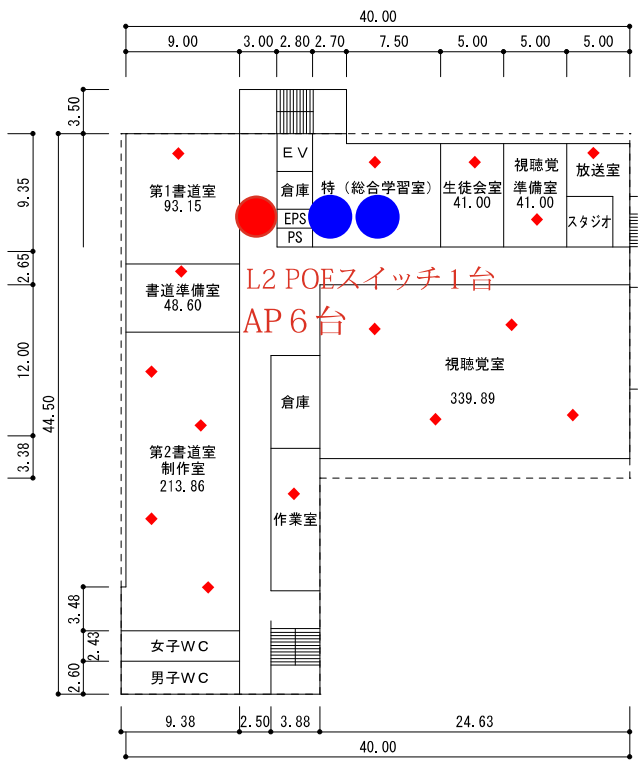 40.00
9.00 3.00 2.80 2.70 7.50 5.00 5.00 5.00
3.50
9.35
2.65
12.00
3.38
44.50
3.48
2.43
2.60
第1書道室
93.15
EV
倉庫
EPS
PS
特（総合学習室）
生徒会室
41.00
視聴覚
準備室
41.00
放送室
スタジオ
書道準備室
48.60
L2 POEスイッチ1台
AP６台
視聴覚室
339.89
倉庫
第2書道室
制作室
213.86
作業室
女子WC
男子WC
9.38 2.50 3.88 24.63
40.00